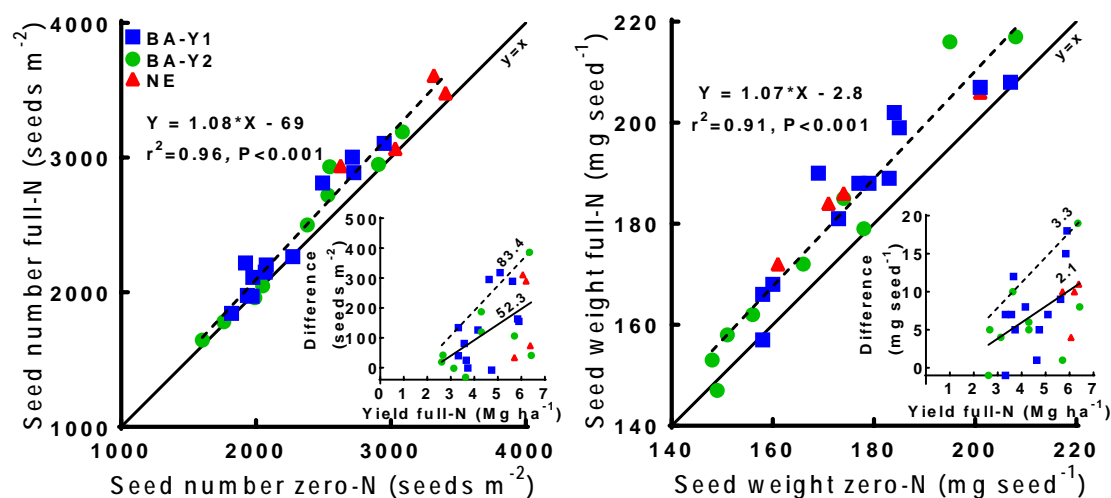 Seed number full-N (seeds m-2)
4000
3000
2000
1000
BA-Y1
BA-Y2
NE
Y = 1.08*X - 69
r2=0.96, P<0.001
y=x
Difference
(seeds m-2)
500
400
300
200
100
0
83.4
52.3
0 1 2 3 4 5 6 7
Yield full-N (Mg ha-1)
1000 2000 3000 4000
Seed number zero-N (seeds m-2)
Seed weight full-N (mg seed-1)
220
200
180
160
140
Y = 1.07*X - 2.8
r2=0.91, P<0.001
y=x
Difference
(mg seed-1)
20
15
10
5
0
3.3
2.1
0 1 2 3 4 5 6 7
Yield full-N (Mg ha-1)
140 160 180 200 220
Seed weight zero-N (mg seed-1)